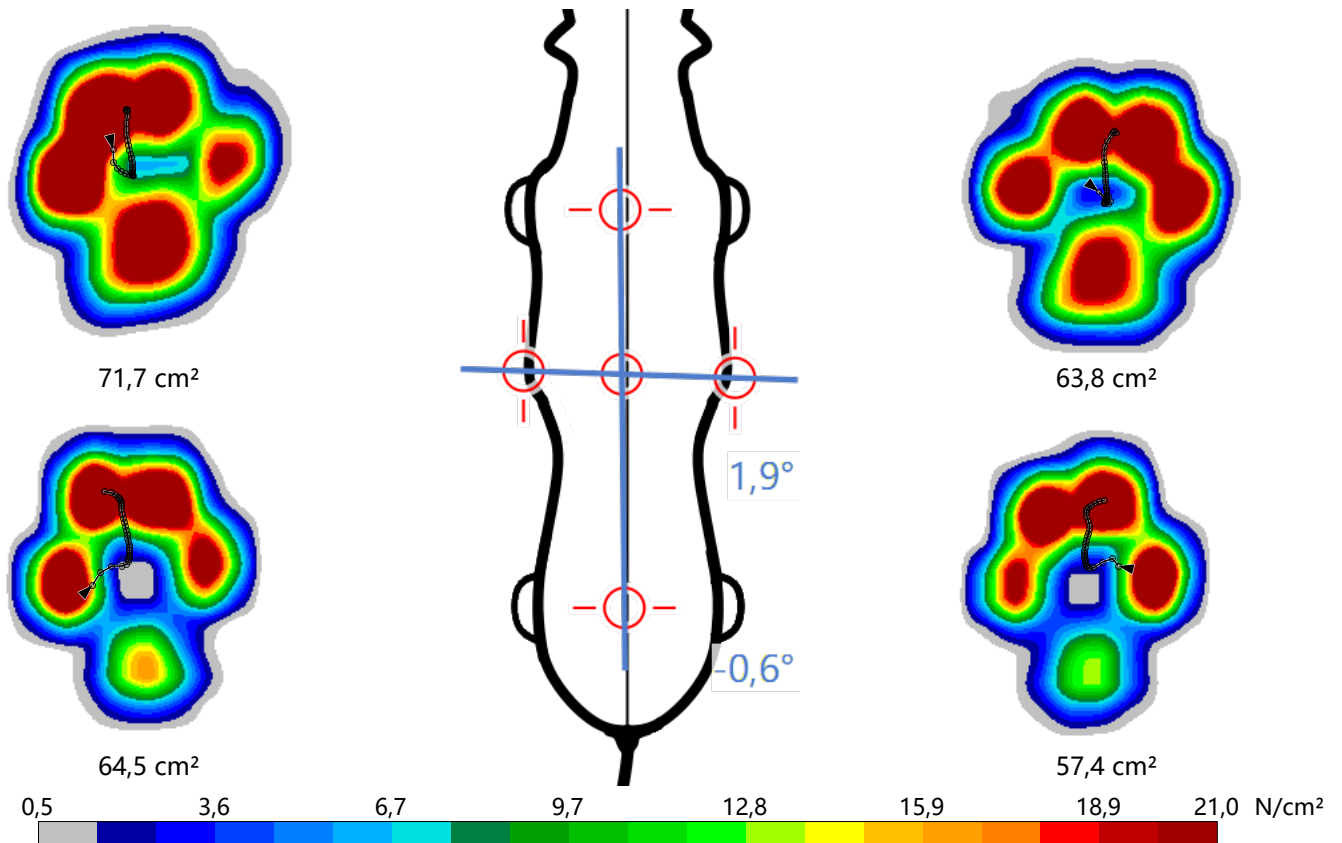 71,7 cm²
63,8 cm²
1,9°
-0,6°
64,5 cm²
57,4 cm²
0,5 3,6 6,7 9,7 12,8 15,9 18,9 21,0 N/cm²